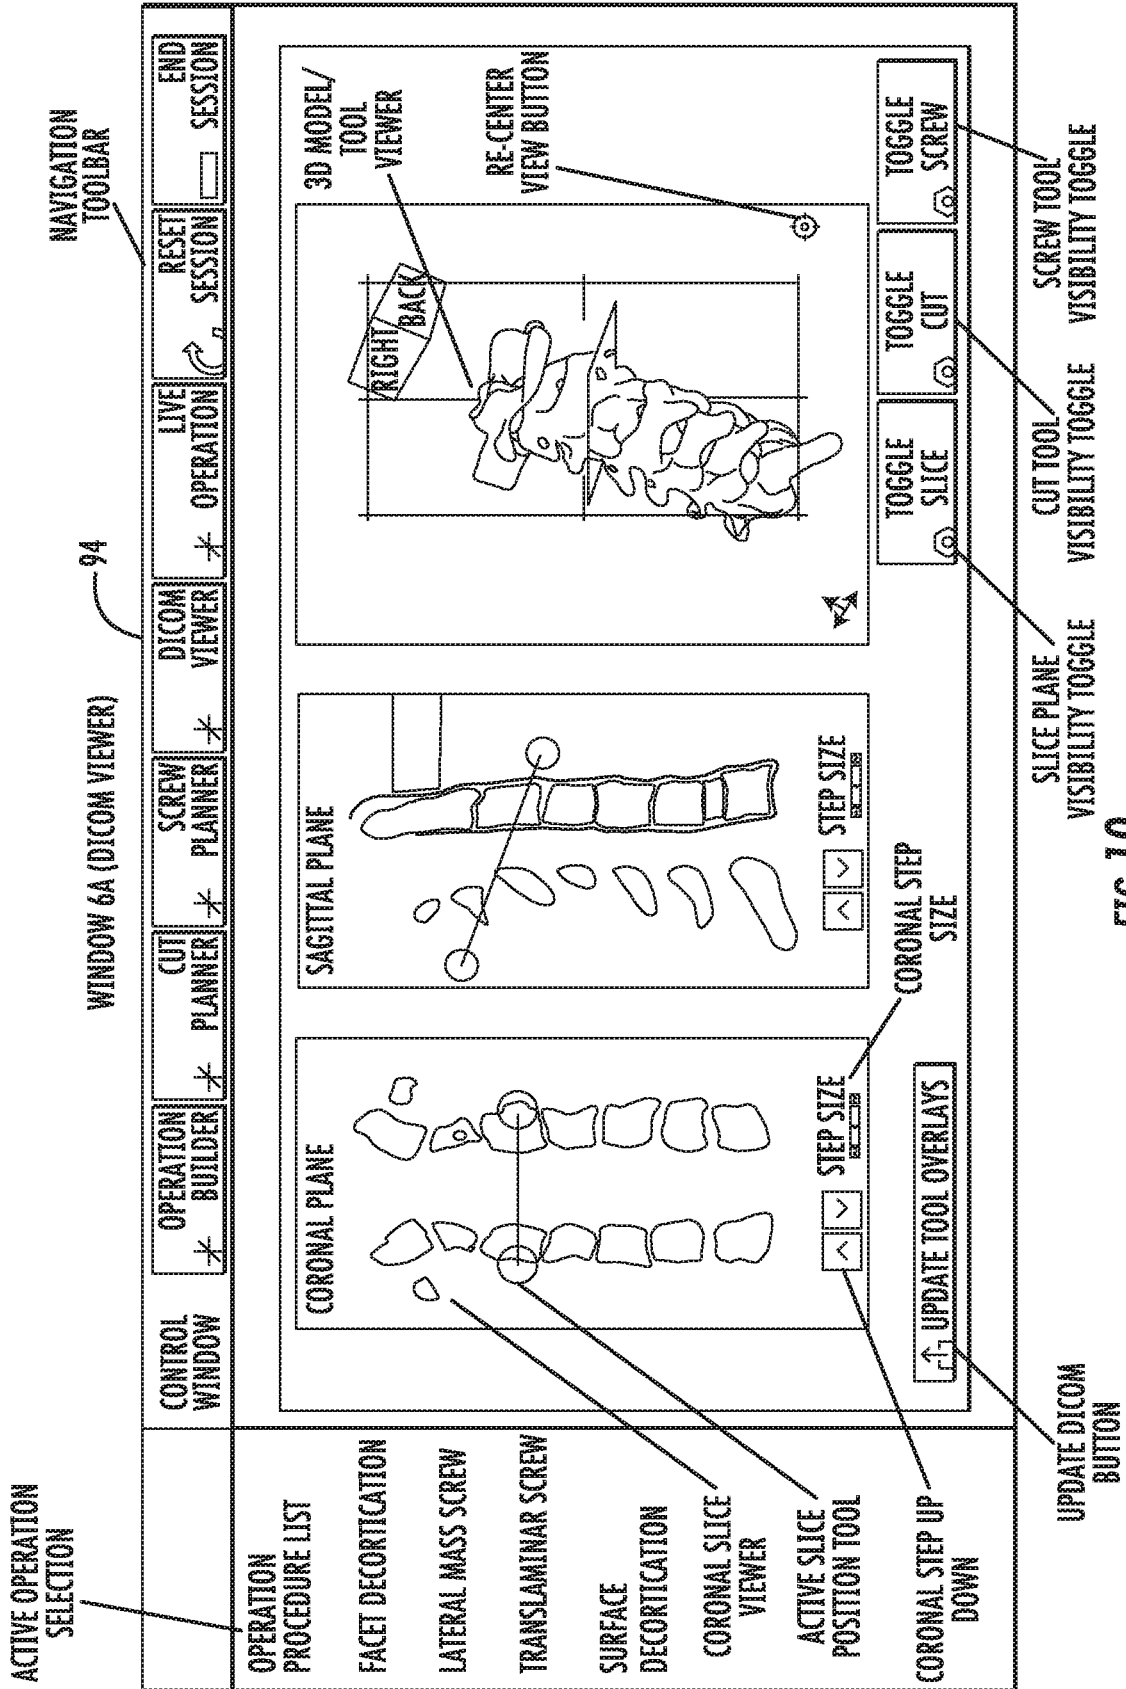 WINDOW 6A (DICOM VIEWER)
94
NAVIGATION
TOOLBAR
ACTIVE OPERATION
SELECTION
CONTROL
WINDOW
OPERATION
BUILDER
CUT
PLANNER
SCREW
PLANNER
DICOM
VIEWER
LIVE
OPERATION
RESET
SESSION
END
SESSION
OPERATION
PROCEDURE LIST
FACET DECORTICATION
LATERAL MASS SCREW
TRANSLAMINAR SCREW
SURFACE
DECORTICATION
CORONAL SLICE
VIEWER
ACTIVE SLICE
POSITION TOOL
CORONAL STEP UP
DOWN
CORONAL PLANE
STEP SIZE
SAGITTAL PLANE
STEP SIZE
RIGHT
BACK
3D MODEL/
TOOL
VIEWER
RE-CENTER
VIEW BUTTON
UPDATE TOOL OVERLAYS
CORONAL STEP
SIZE
TOGGLE
SLICE
TOGGLE
CUT
TOGGLE
SCREW
UPDATE DICOM
BUTTON
SLICE PLANE
VISIBILITY TOGGLE
CUT TOOL
VISIBILITY TOGGLE
SCREW TOOL
VISIBILITY TOGGLE